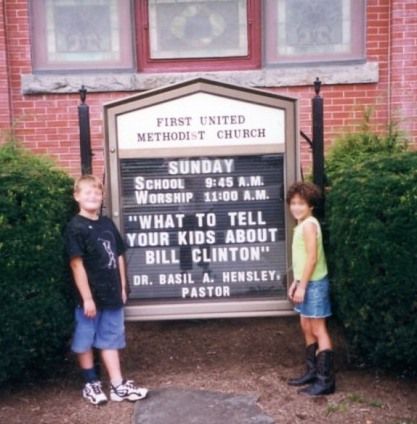 FIRST UNITED
METHODIST CHURCH
SUNDAY
SCHOOL 9:45 A.M.
WORSHIP 11:00 A.M.
"WHAT TO TELL
YOUR KIDS ABOUT
BILL CLINTON"
DR. BASIL A. HENSLEY,
PASTOR